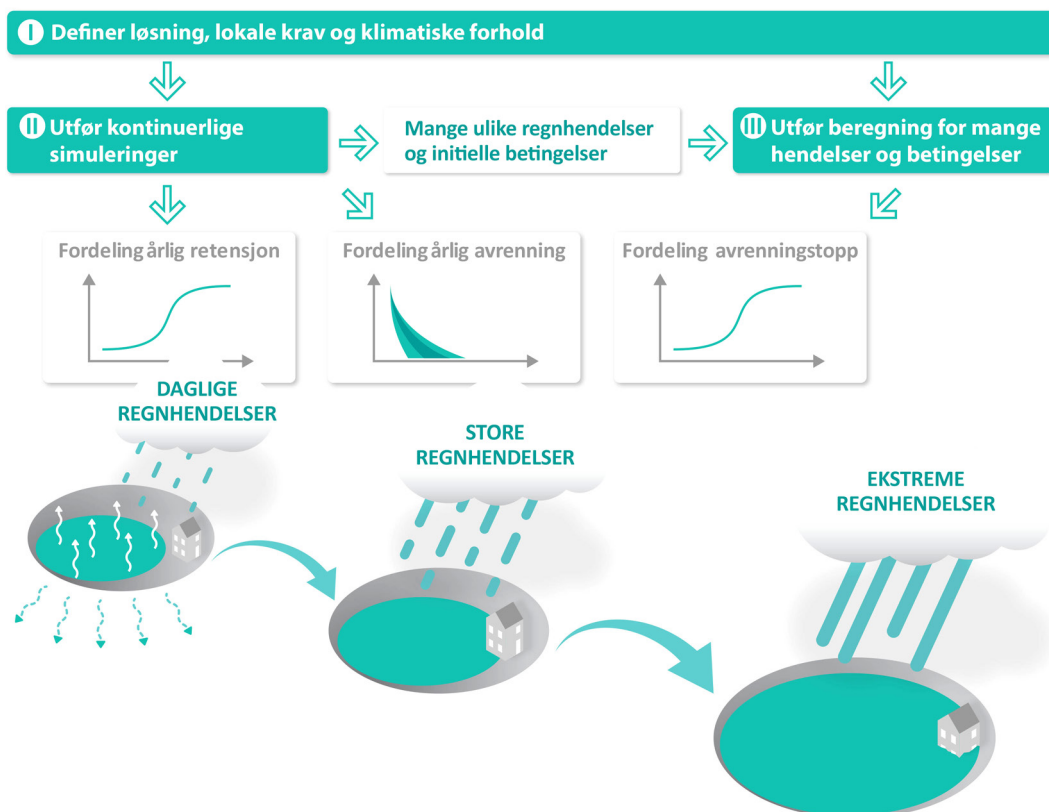 I Definer løsning, lokale krav og klimatiske forhold
II Utfør kontinuerlige
simuleringer
Mange ulike regnhendelser
og initielle betingelser
III Utfør beregning for mange
hendelser og betingelser
Fordeling årlig retensjon
Fordeling årlig avrenning
Fordeling avrenningstopp
DAGLIGE
REGNHENDELSER
STORE
REGNHENDELSER
EKSTREME
REGNHENDELSER